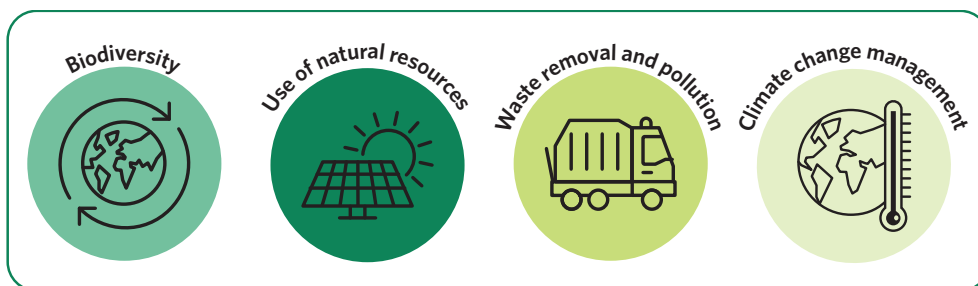 Biodiversity
Use of natural resources
Waste removal and pollution
Climate change management